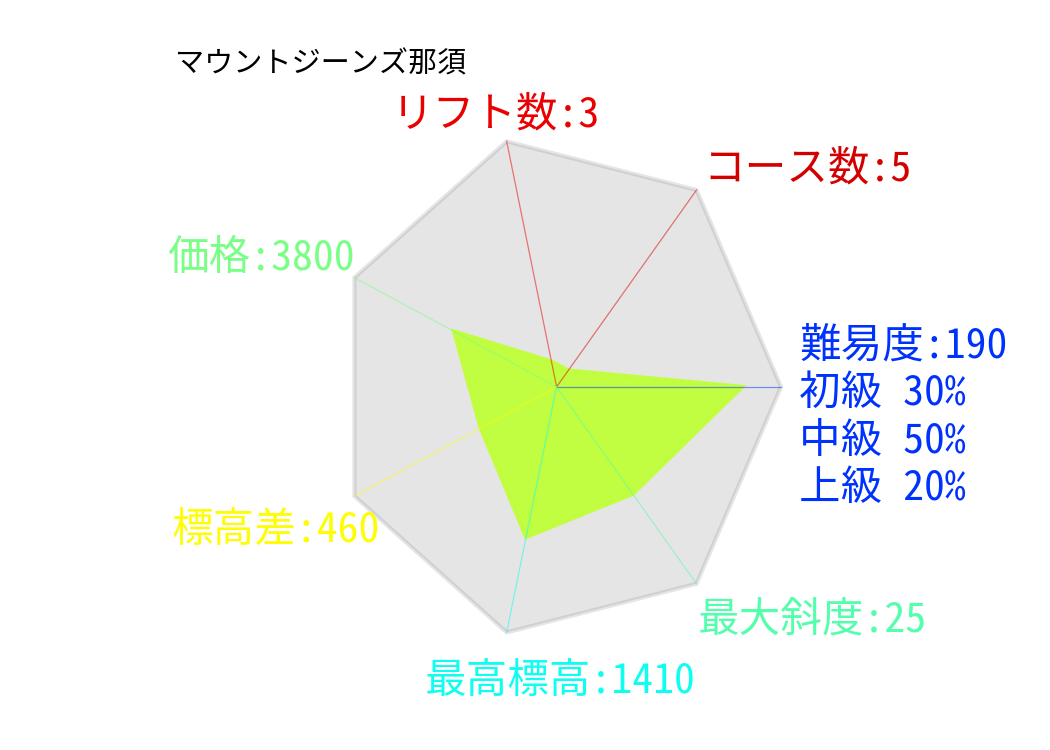 マウントジーンズ那須
リフト数:3
コース数:5
価格:3800
難易度:190
初級 30%
中級 50%
上級 20%
標高差:460
最大斜度:25
最高標高:1410